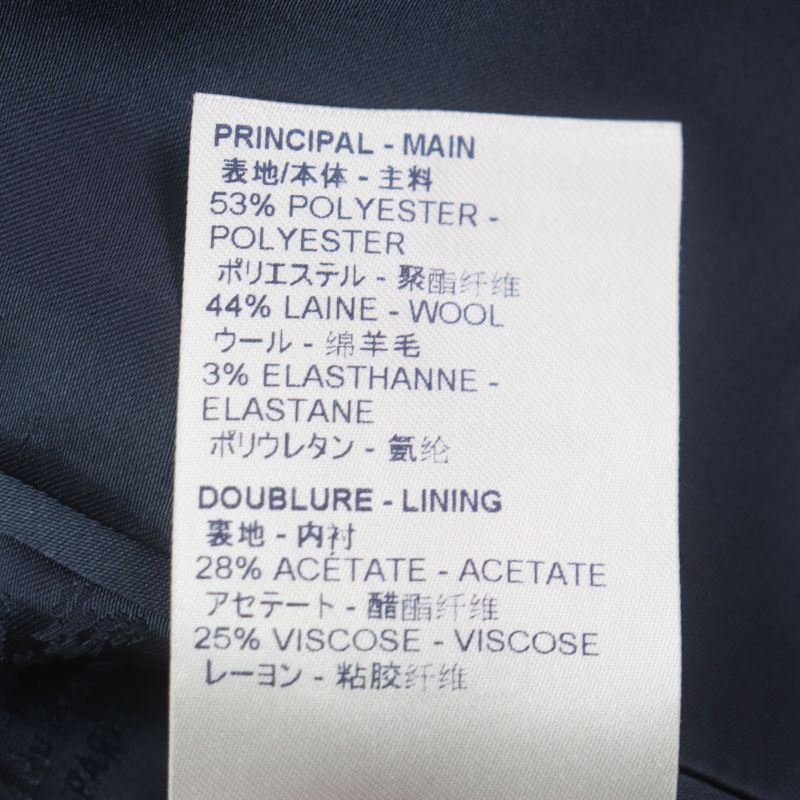 PRINCIPAL - MAIN
表地/本体 - 主料
53% POLYESTER -
POLYESTER
ポリエステル - 聚酯纤维
44% LAINE - WOOL
ウール - 绵羊毛
3% ELASTHANNE -
ELASTANE
ポリウレタン - 氨纶
DOUBLURE - LINING
裏地 - 内衬
28% ACÉTATE - ACETATE
アセテート - 醋酯纤维
25% VISCOSE - VISCOSE
レーヨン - 粘胶纤维
PARIS